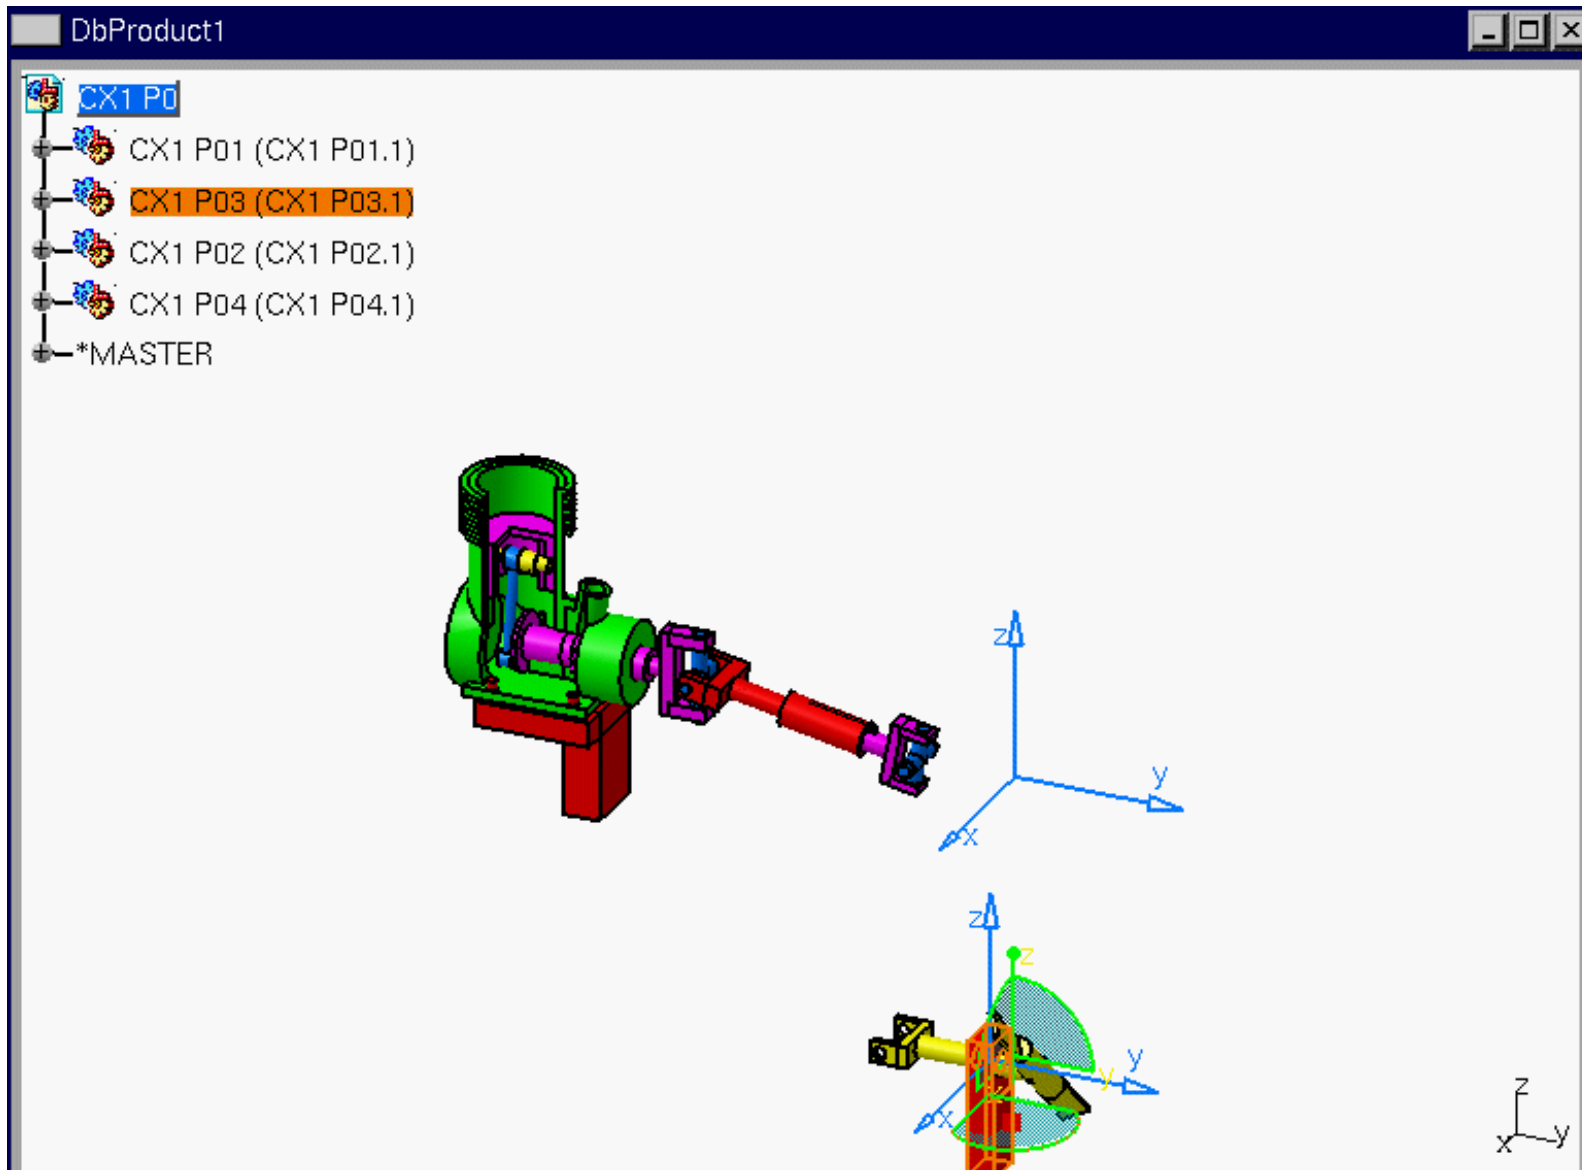 DbProduct1
CX1 P0
CX1 P01 (CX1 P01.1)
CX1 P03 (CX1 P03.1)
CX1 P02 (CX1 P02.1)
CX1 P04 (CX1 P04.1)
*MASTER
z
y
x
z
z
y
y
x
z
x
y